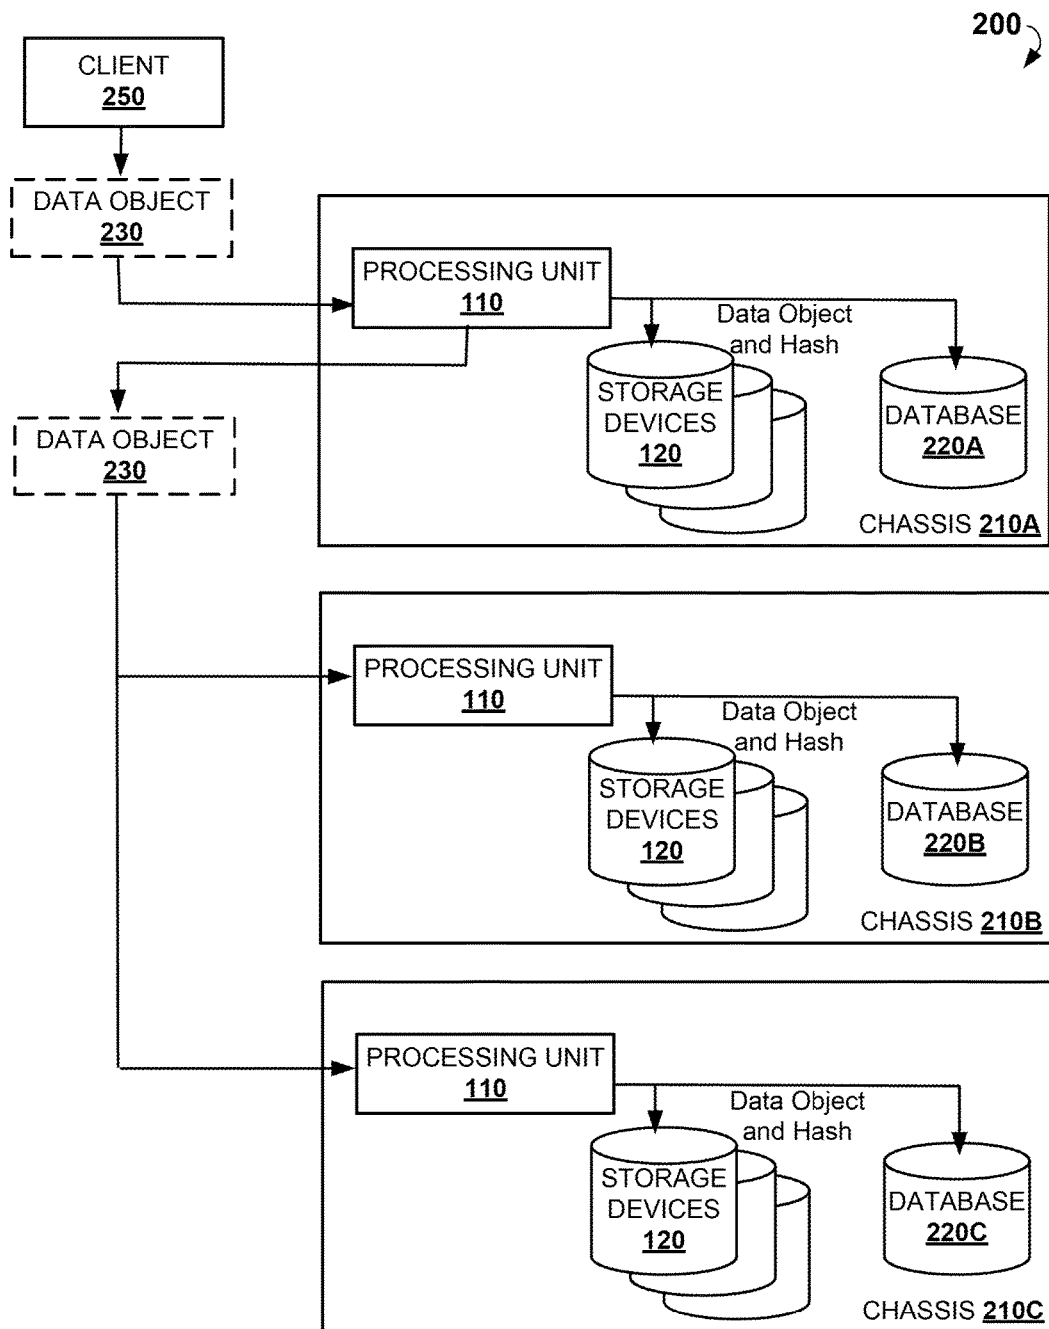 200
CLIENT
250
DATA OBJECT
230
PROCESSING UNIT
110
Data Object
and Hash
STORAGE
DEVICES
120
DATABASE
220A
CHASSIS 210A
DATA OBJECT
230
PROCESSING UNIT
110
Data Object
and Hash
STORAGE
DEVICES
120
DATABASE
220B
CHASSIS 210B
PROCESSING UNIT
110
Data Object
and Hash
STORAGE
DEVICES
120
DATABASE
220C
CHASSIS 210C